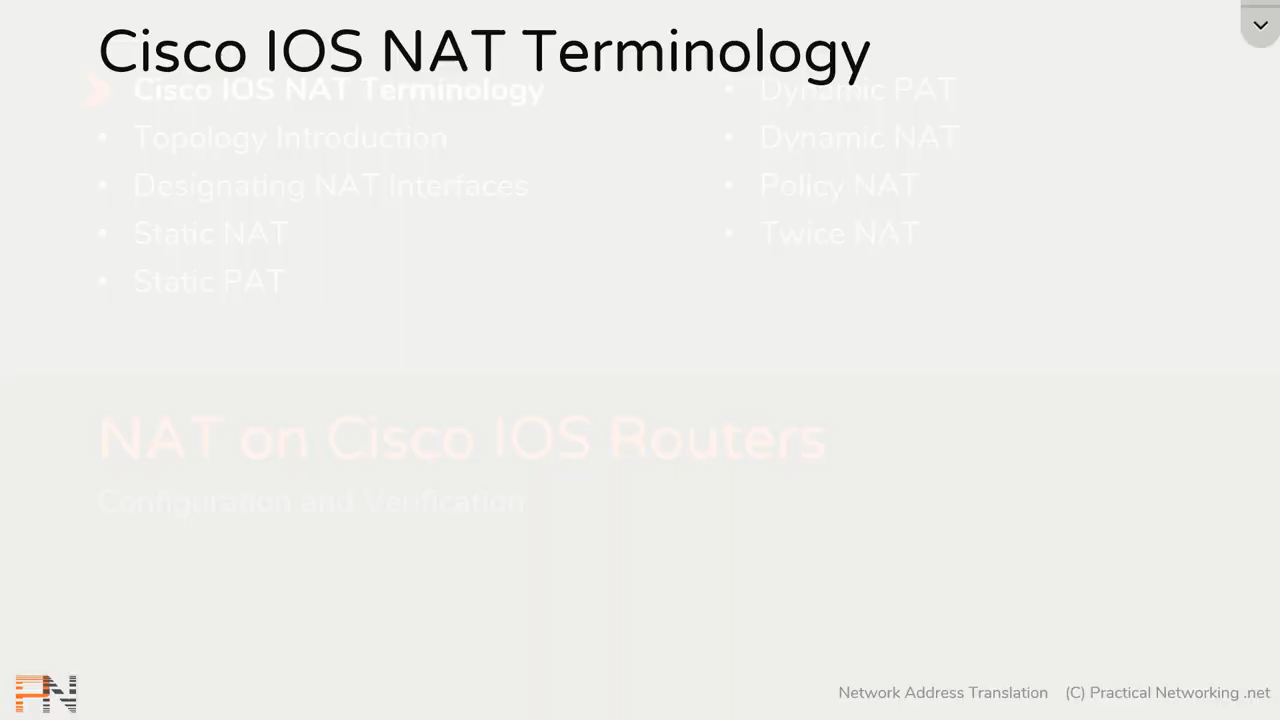 Cisco IOS NAT Terminology
Cisco IOS NAT Terminology
• Topology Introduction
• Designating NAT Interfaces
• Static NAT
• Static PAT
• Dynamic PAT
• Dynamic NAT
• Policy NAT
• Twice NAT
NAT on Cisco IOS Routers
Configuration and Verification
PN
Network Address Translation (C) Practical Networking .net